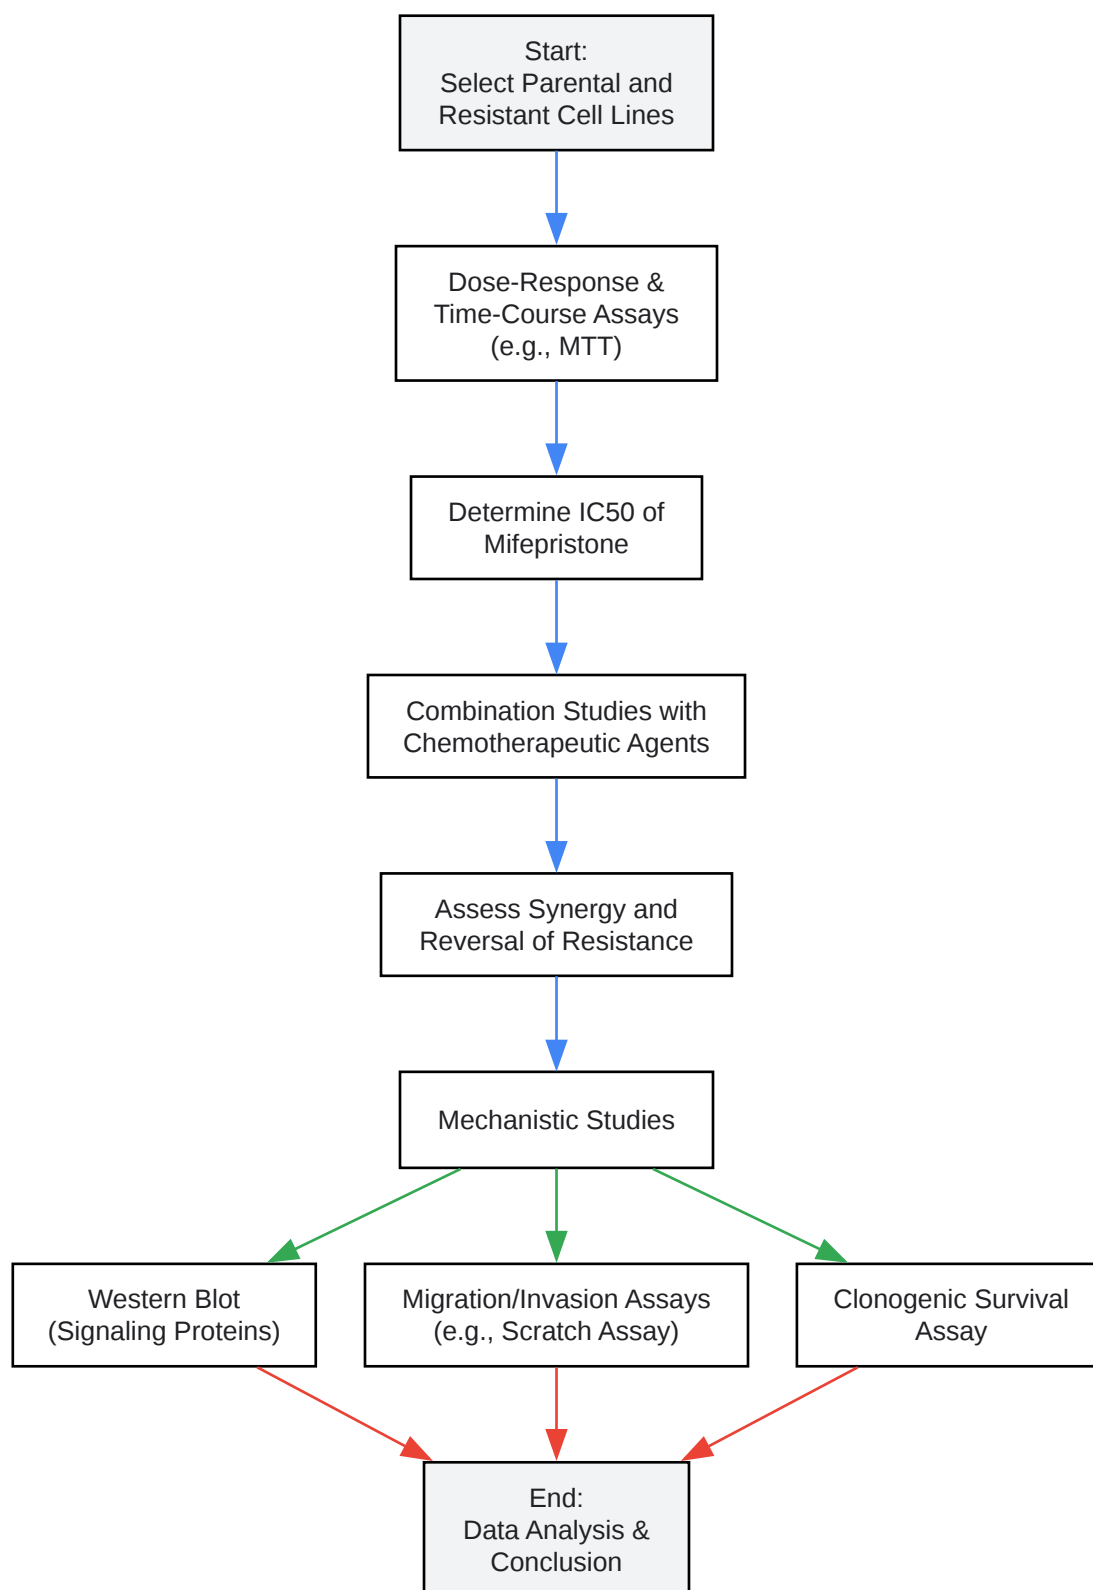 Start:
Select Parental and
Resistant Cell Lines
Dose-Response &
Time-Course Assays
(e.g., MTT)
Determine IC50 of
Mifepristone
Combination Studies with
Chemotherapeutic Agents
Assess Synergy and
Reversal of Resistance
Mechanistic Studies
Western Blot
(Signaling Proteins)
Migration/Invasion Assays
(e.g., Scratch Assay)
Clonogenic Survival
Assay
End:
Data Analysis &
Conclusion